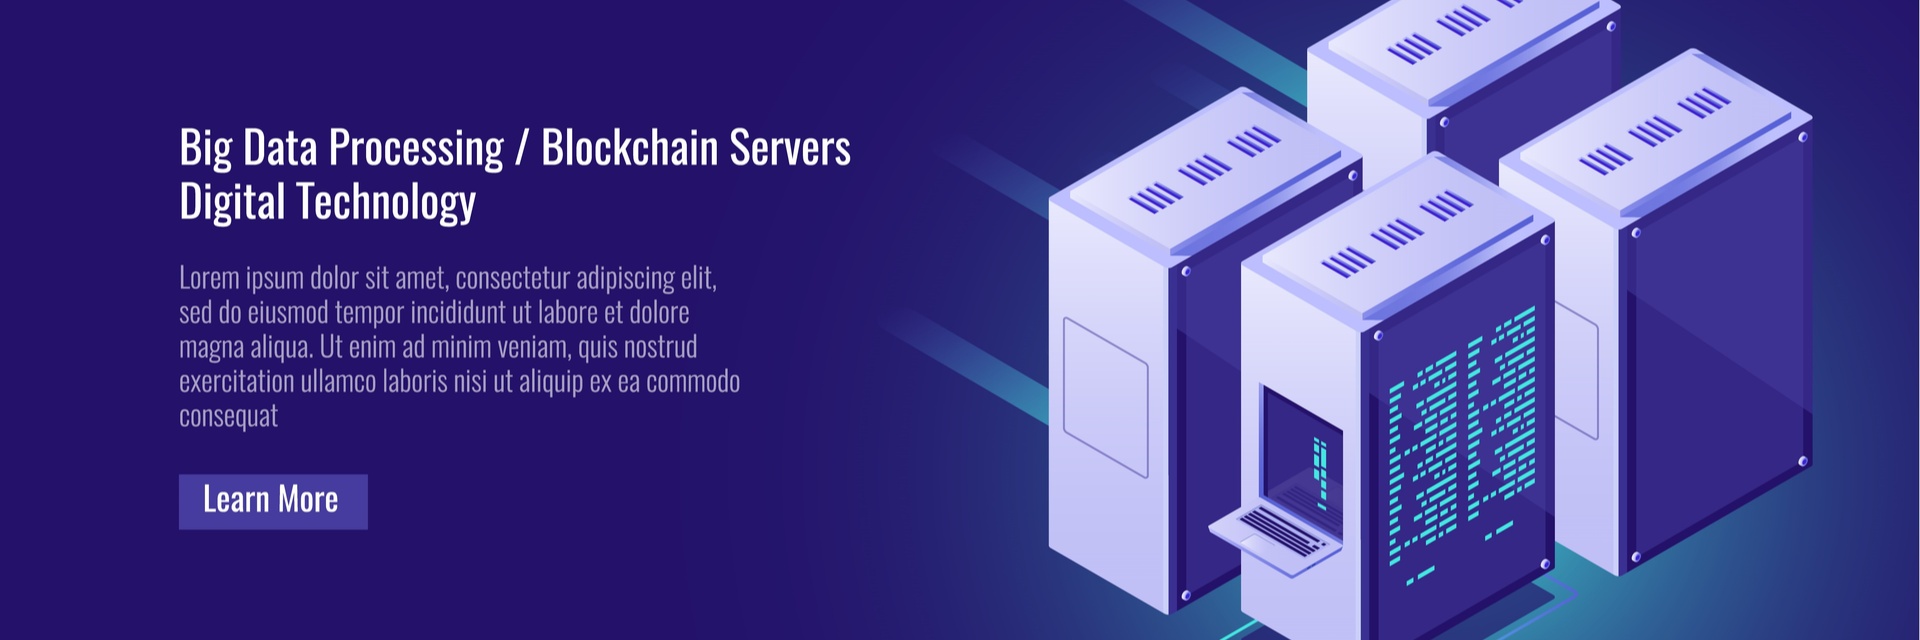 Big Data Processing / Blockchain Servers
Digital Technology
Lorem ipsum dolor sit amet, consectetur adipiscing elit,
sed do eiusmod tempor incididunt ut labore et dolore
magna aliqua. Ut enim ad minim veniam, quis nostrud
exercitation ullamco laboris nisi ut aliquip ex ea commodo
consequat
Learn More